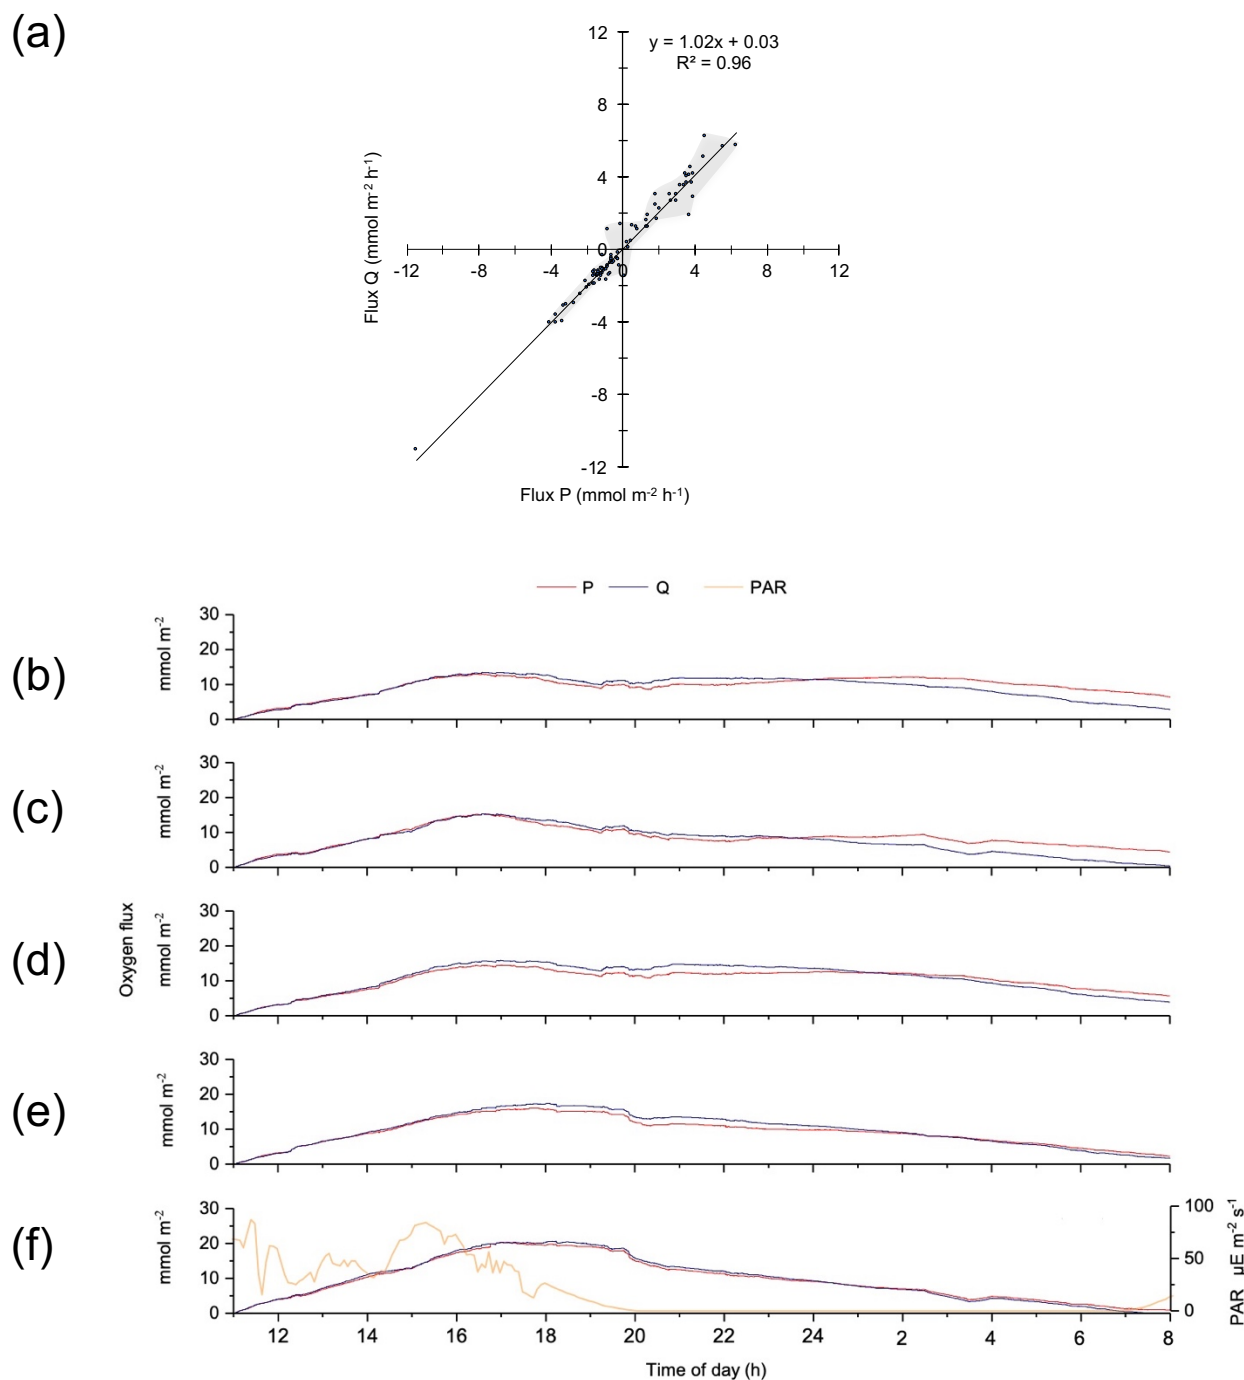 (a)
y = 1.02x + 0.03
R² = 0.96
12
8
4
0
-12 -8 -4 0 4 8 12
-4
-8
-12
Flux Q (mmol m⁻² h⁻¹)
Flux P (mmol m⁻² h⁻¹)
P Q PAR
(b)
mmol m⁻²
30
20
10
0
(c)
mmol m⁻²
30
20
10
0
Oxygen flux
(d)
mmol m⁻²
30
20
10
0
(e)
mmol m⁻²
30
20
10
0
(f)
mmol m⁻²
30
20
10
0
100
50
0
PAR µE m⁻² s⁻¹
12 14 16 18 20 22 24 2 4 6 8
Time of day (h)